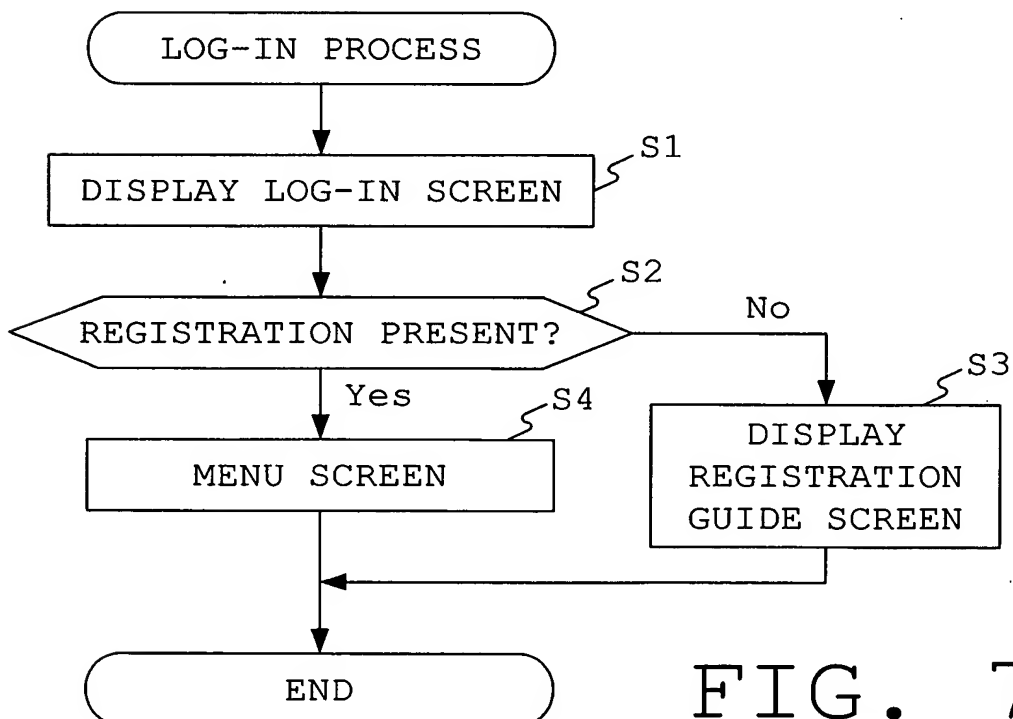 LOG-IN PROCESS
S1
DISPLAY LOG-IN SCREEN
S2
REGISTRATION PRESENT?
No
Yes
S4
MENU SCREEN
S3
DISPLAY
REGISTRATION
GUIDE SCREEN
END
FIG. 7